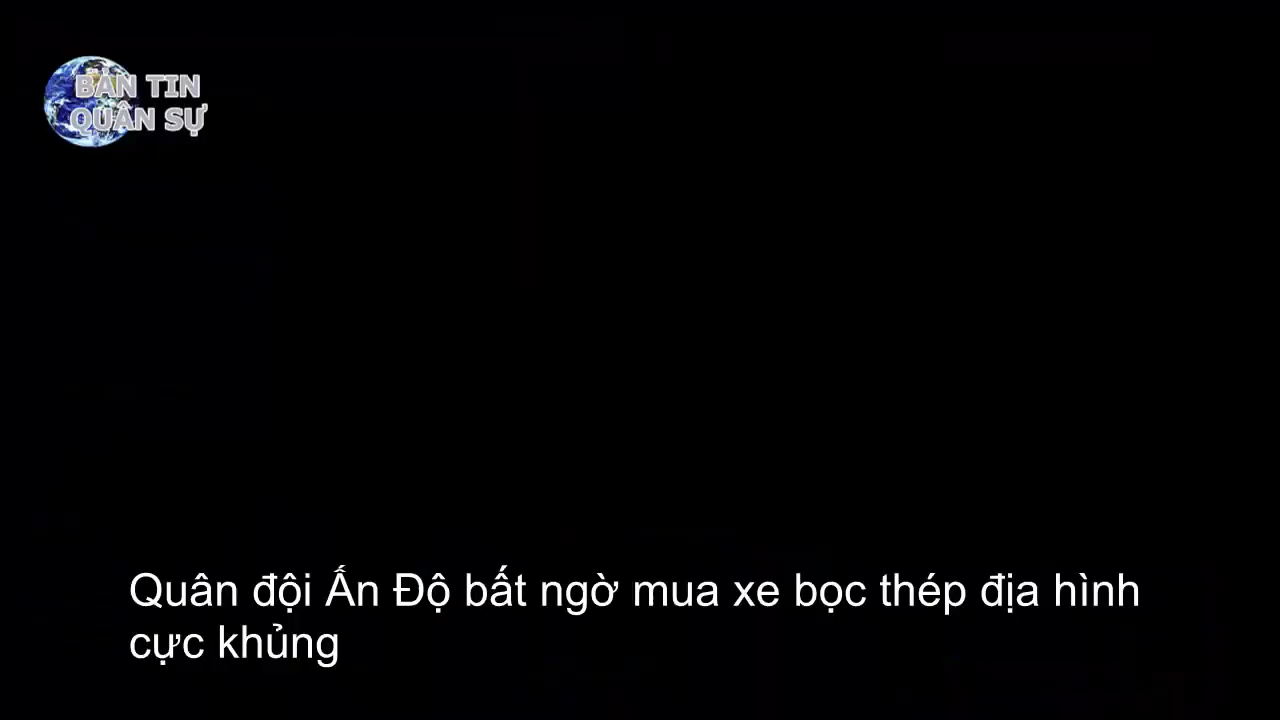 BẢN TIN
QUÂN SỰ
Quân đội Ấn Độ bất ngờ mua xe bọc thép địa hình
cực khủng